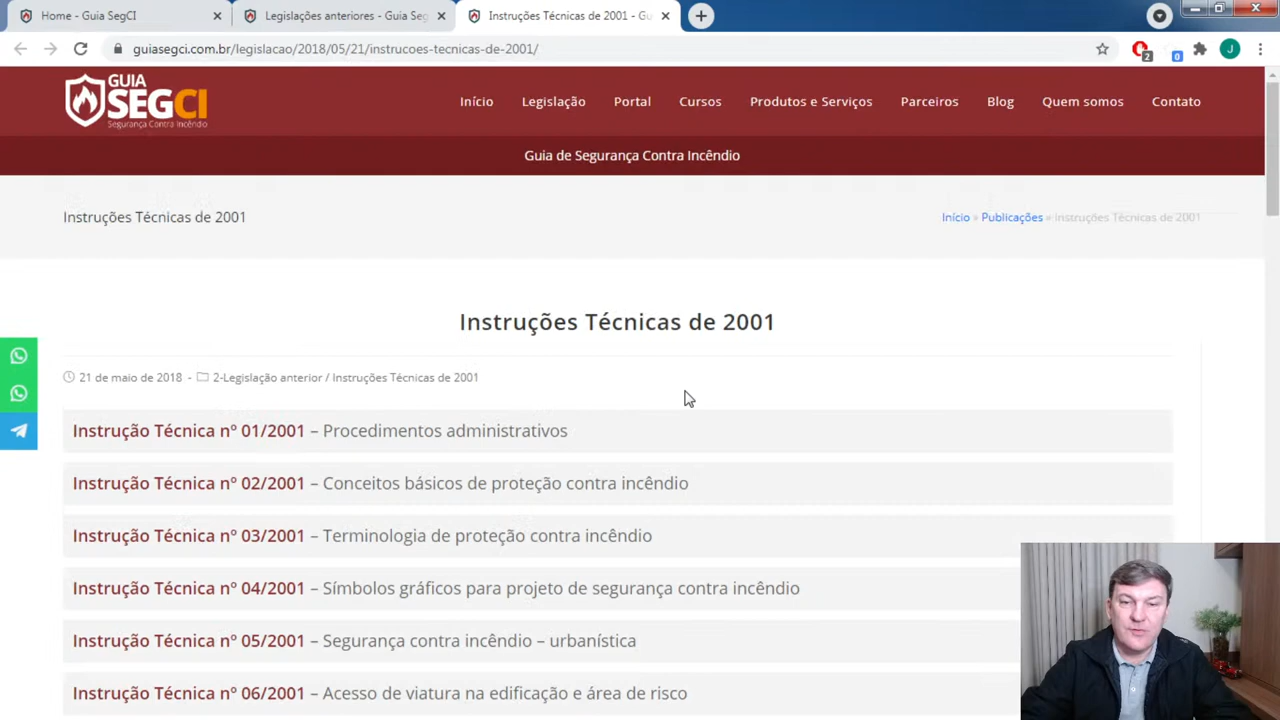 Home - Guia SegCI
Legislações anteriores - Guia Seg
Instruções Técnicas de 2001 - Gu
guiasegci.com.br/legislacao/2018/05/21/instrucoes-tecnicas-de-2001/
2
0
J
GUIA
SEGCI
Segurança Contra Incêndio
Início
Legislação
Portal
Cursos
Produtos e Serviços
Parceiros
Blog
Quem somos
Contato
Guia de Segurança Contra Incêndio
Instruções Técnicas de 2001
Início » Publicações » Instruções Técnicas de 2001
Instruções Técnicas de 2001
21 de maio de 2018 - 2-Legislação anterior / Instruções Técnicas de 2001
Instrução Técnica nº 01/2001 – Procedimentos administrativos
Instrução Técnica nº 02/2001 – Conceitos básicos de proteção contra incêndio
Instrução Técnica nº 03/2001 – Terminologia de proteção contra incêndio
Instrução Técnica nº 04/2001 – Símbolos gráficos para projeto de segurança contra incêndio
Instrução Técnica nº 05/2001 – Segurança contra incêndio – urbanística
Instrução Técnica nº 06/2001 – Acesso de viatura na edificação e área de risco